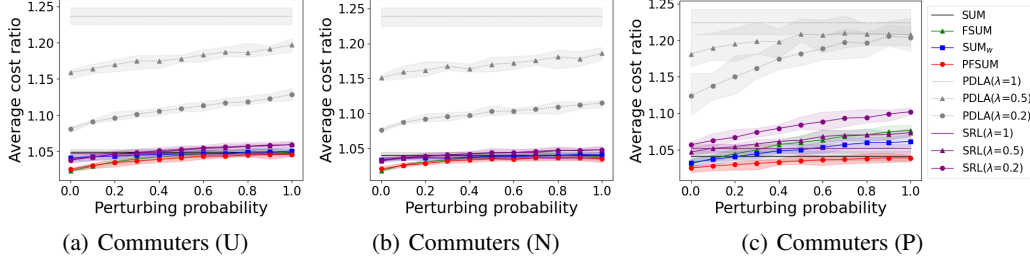 Average cost ratio
1.25
1.20
1.15
1.10
1.05
0.0 0.2 0.4 0.6 0.8 1.0
Perturbing probability
(a) Commuters (U)
Average cost ratio
1.25
1.20
1.15
1.10
1.05
0.0 0.2 0.4 0.6 0.8 1.0
Perturbing probability
(b) Commuters (N)
Average cost ratio
1.25
1.20
1.15
1.10
1.05
0.0 0.2 0.4 0.6 0.8 1.0
Perturbing probability
(c) Commuters (P)
SUM
FSUM
SUMw
PFSUM
PDLA(λ=1)
PDLA(λ=0.5)
PDLA(λ=0.2)
SRL(λ=1)
SRL(λ=0.5)
SRL(λ=0.2)